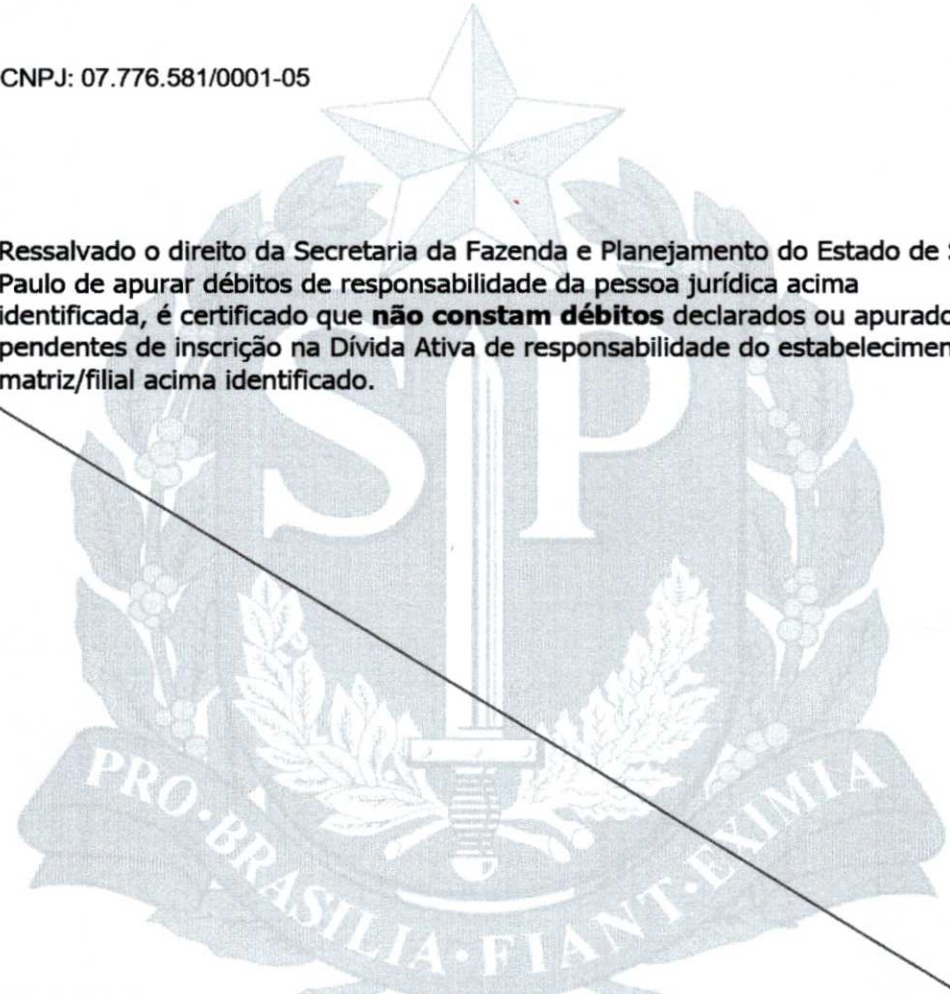 CNPJ: 07.776.581/0001-05
Ressalvado o direito da Secretaria da Fazenda e Planejamento do Estado de
Paulo de apurar débitos de responsabilidade da pessoa jurídica acima
identificada, é certificado que não constam débitos declarados ou apurado
pendentes de inscrição na Dívida Ativa de responsabilidade do estabelecimen
matriz/filial acima identificado.
SP
PRO·BRASILIA·FIANT·EXIMIA